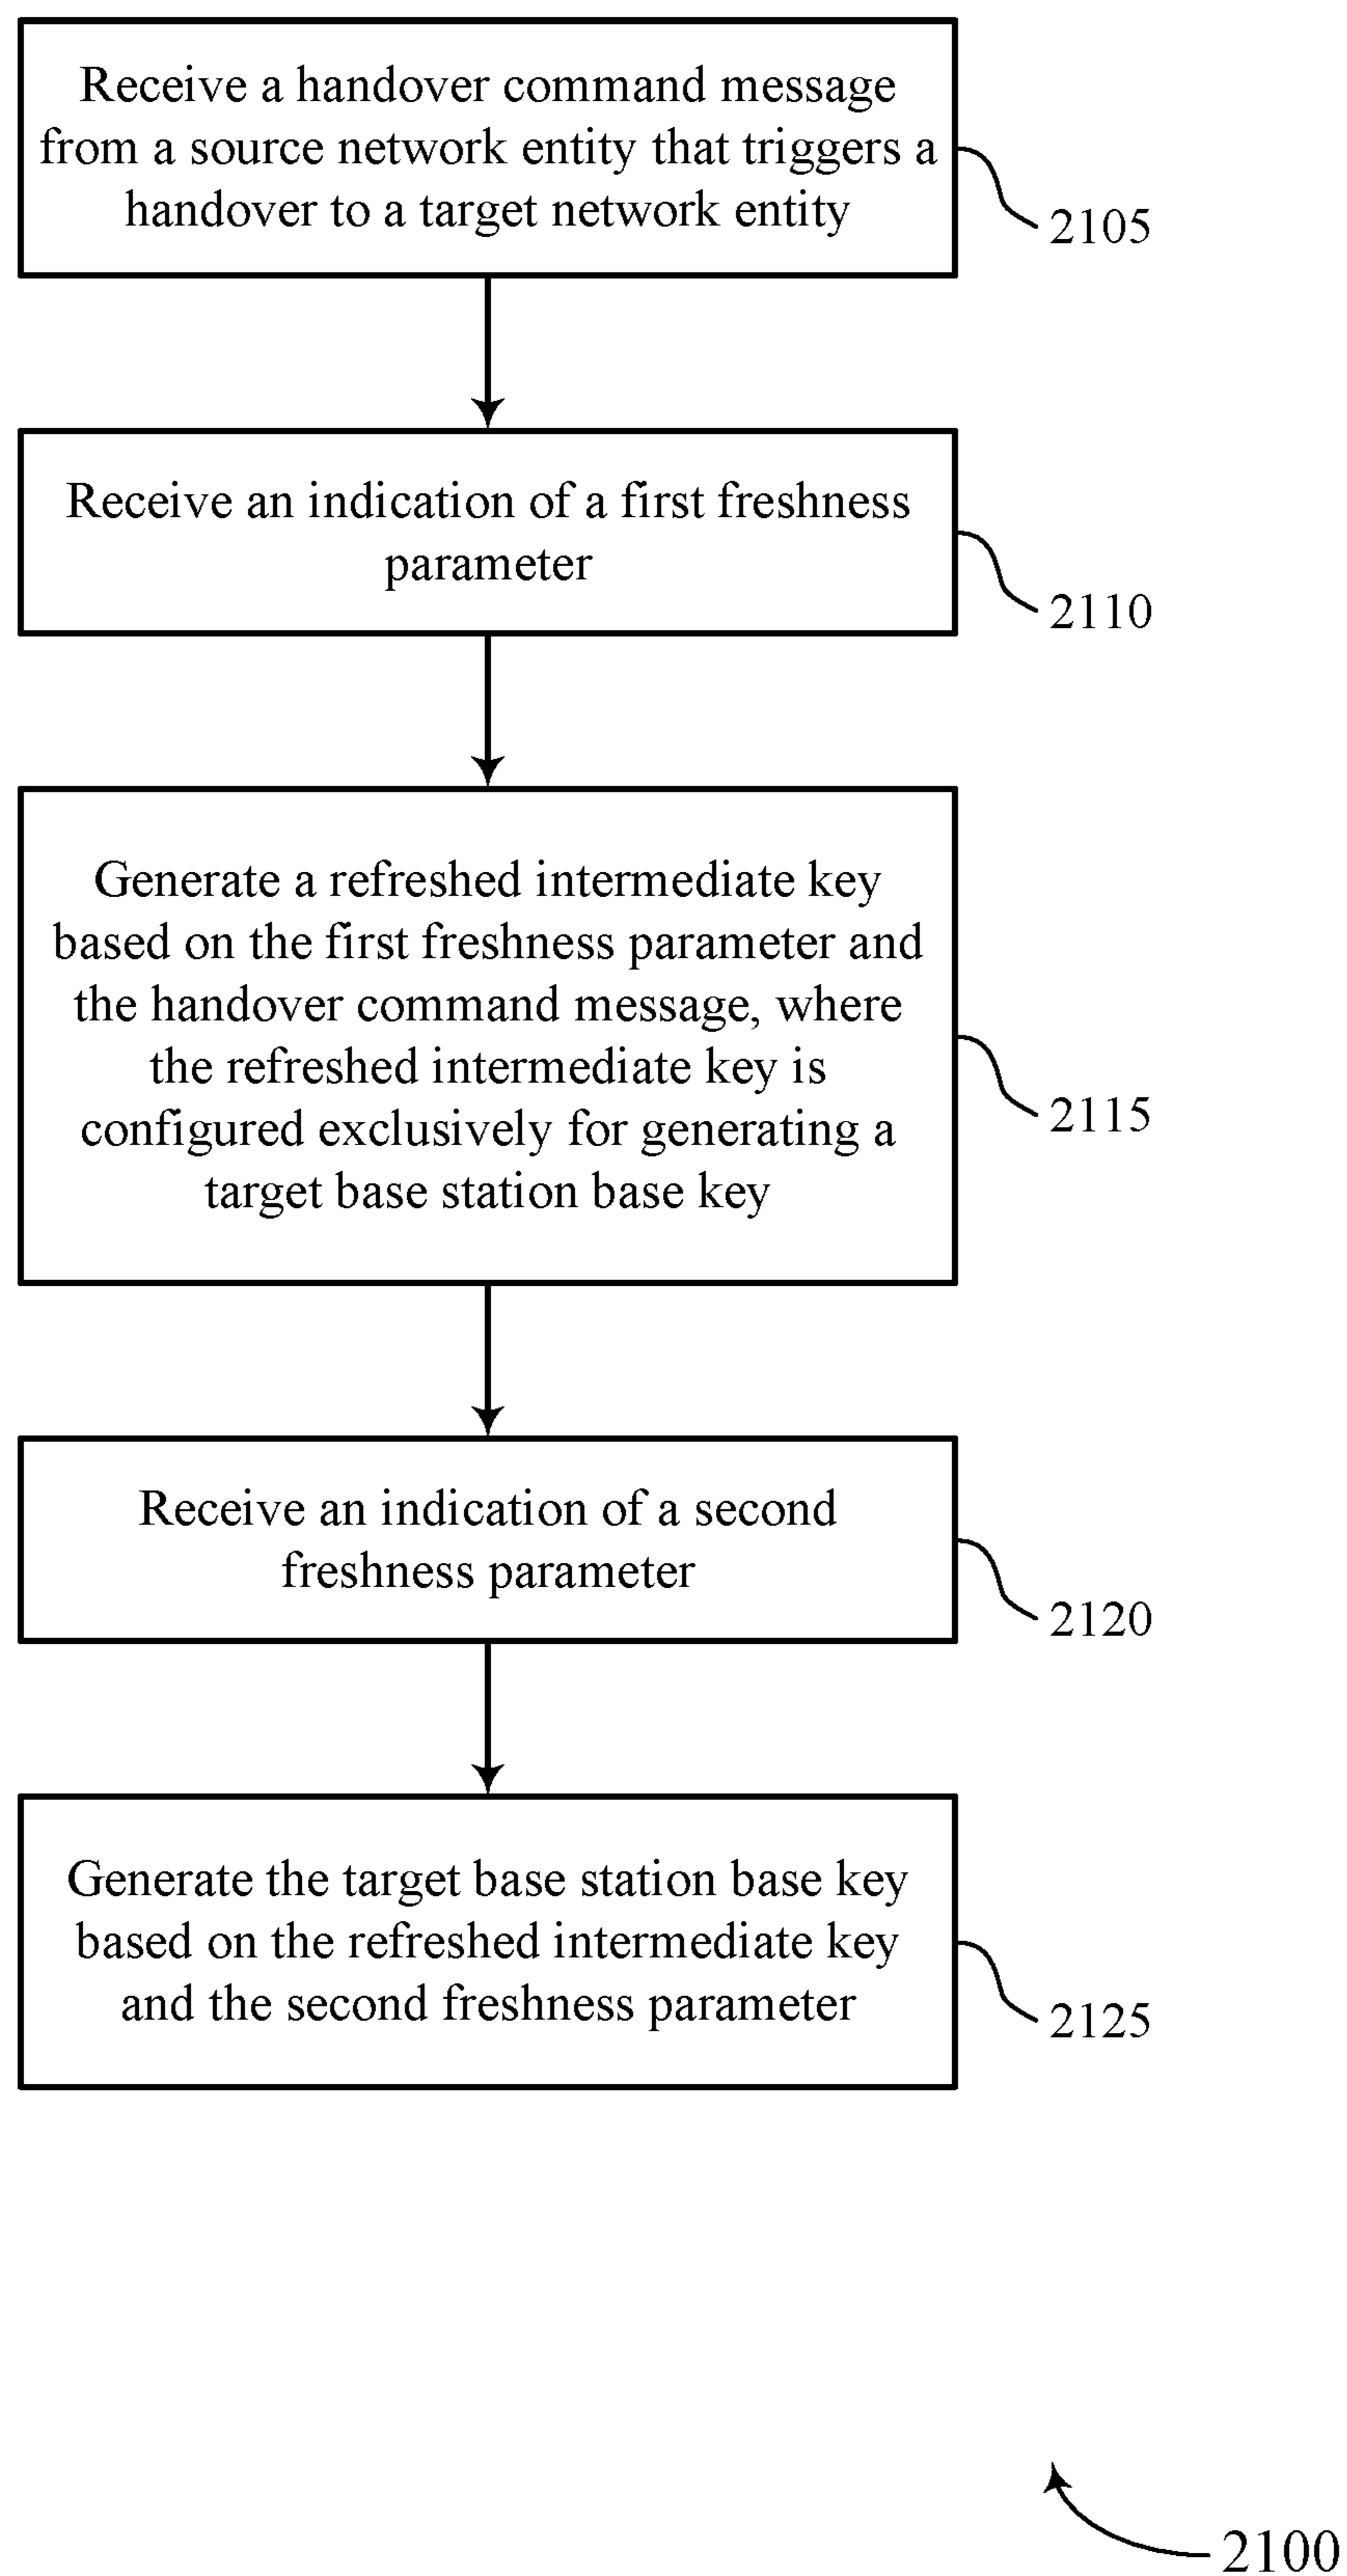 Receive a handover command message
from a source network entity that triggers a
handover to a target network entity
2105
Receive an indication of a first freshness
parameter
2110
Generate a refreshed intermediate key
based on the first freshness parameter and
the handover command message, where
the refreshed intermediate key is
configured exclusively for generating a
target base station base key
2115
Receive an indication of a second
freshness parameter
2120
Generate the target base station base key
based on the refreshed intermediate key
and the second freshness parameter
2125
2100